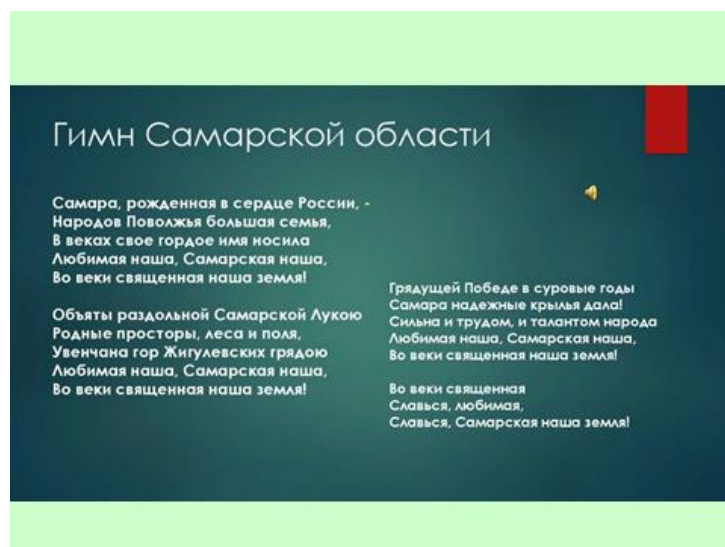 Гимн Самарской области
Самара, рожденная в сердце России, -
Народов Поволжья большая семья,
В веках свое гордое имя носила
Любимая наша, Самарская наша,
Во веки священная наша земля!
Объяты раздольной Самарской Лукою
Родные просторы, леса и поля,
Увенчана гор Жигулевских грядою
Любимая наша, Самарская наша,
Во веки священная наша земля!
Грядущей Победе в суровые годы
Самара надежные крылья дала!
Сильна и трудом, и талантом народа
Любимая наша, Самарская наша,
Во веки священная наша земля!
Во веки священная
Славься, любимая,
Славься, Самарская наша земля!